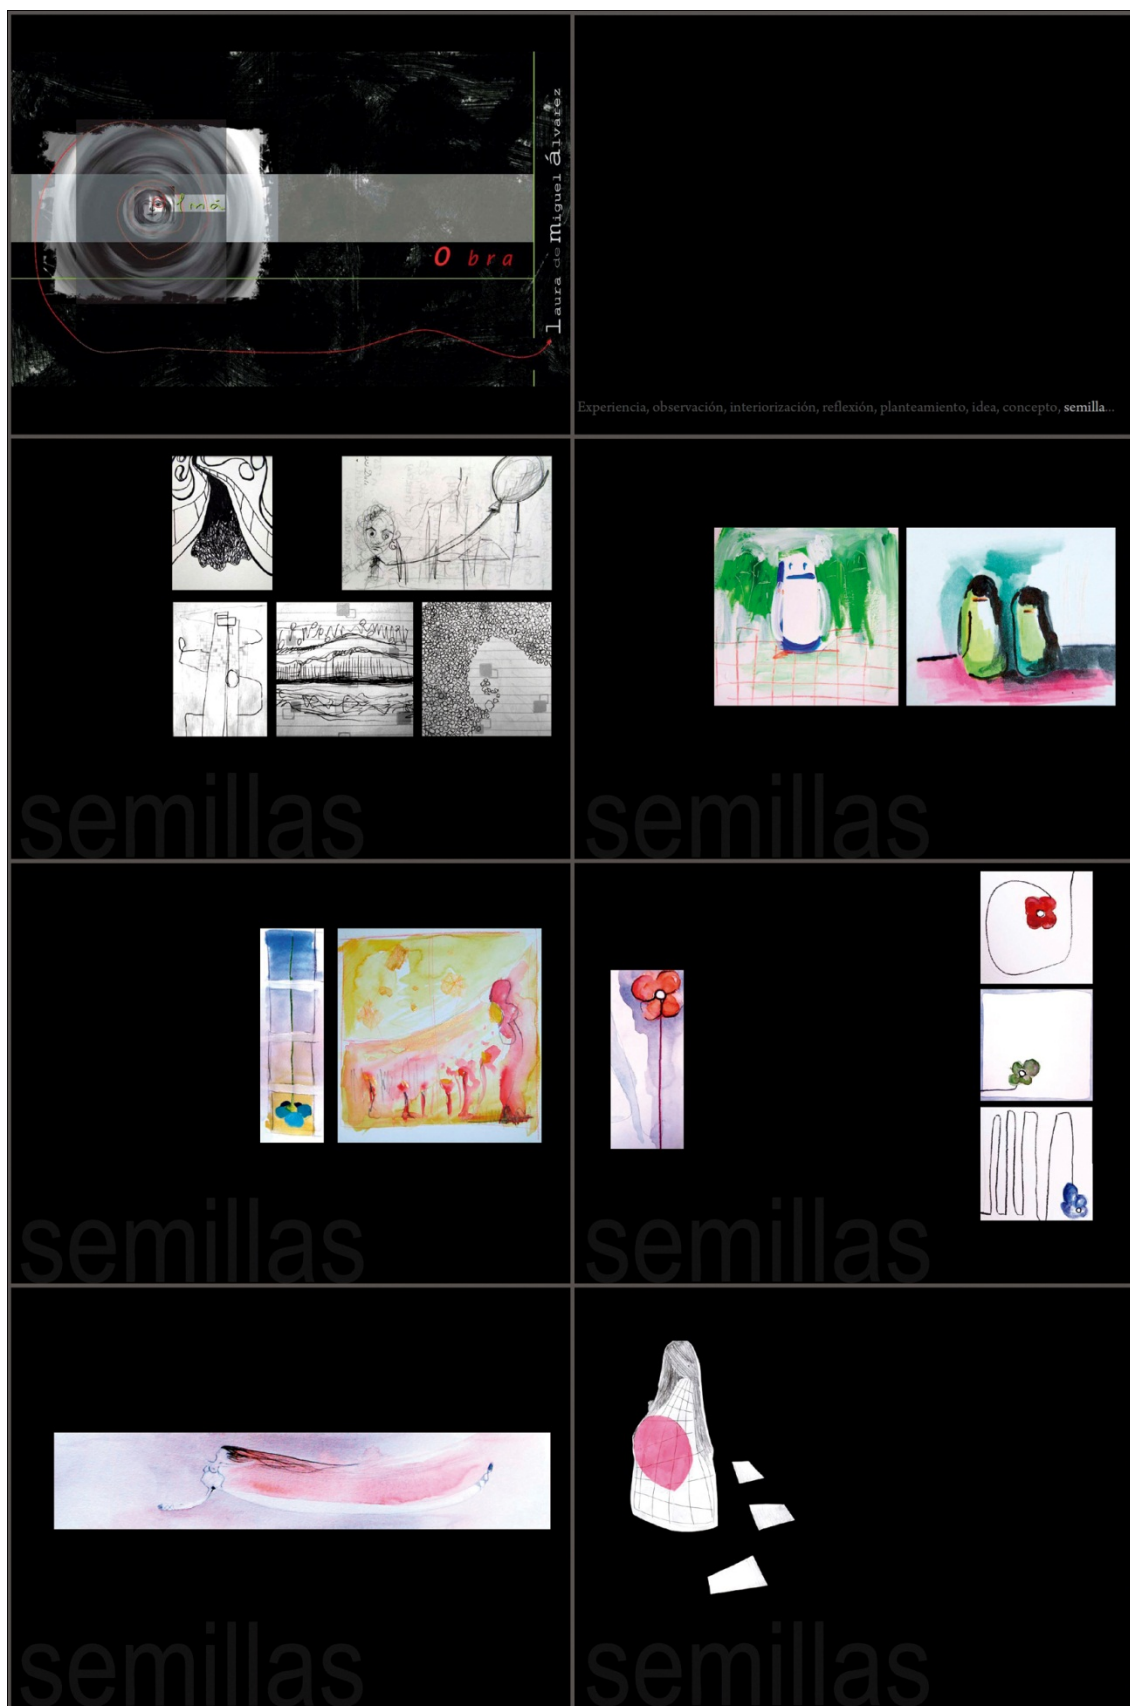 laura de miguel álvarez
O bra
Experiencia, observación, interiorización, reflexión, planteamiento, idea, concepto, semilla...
semillas
semillas
semillas
semillas
semillas
semillas